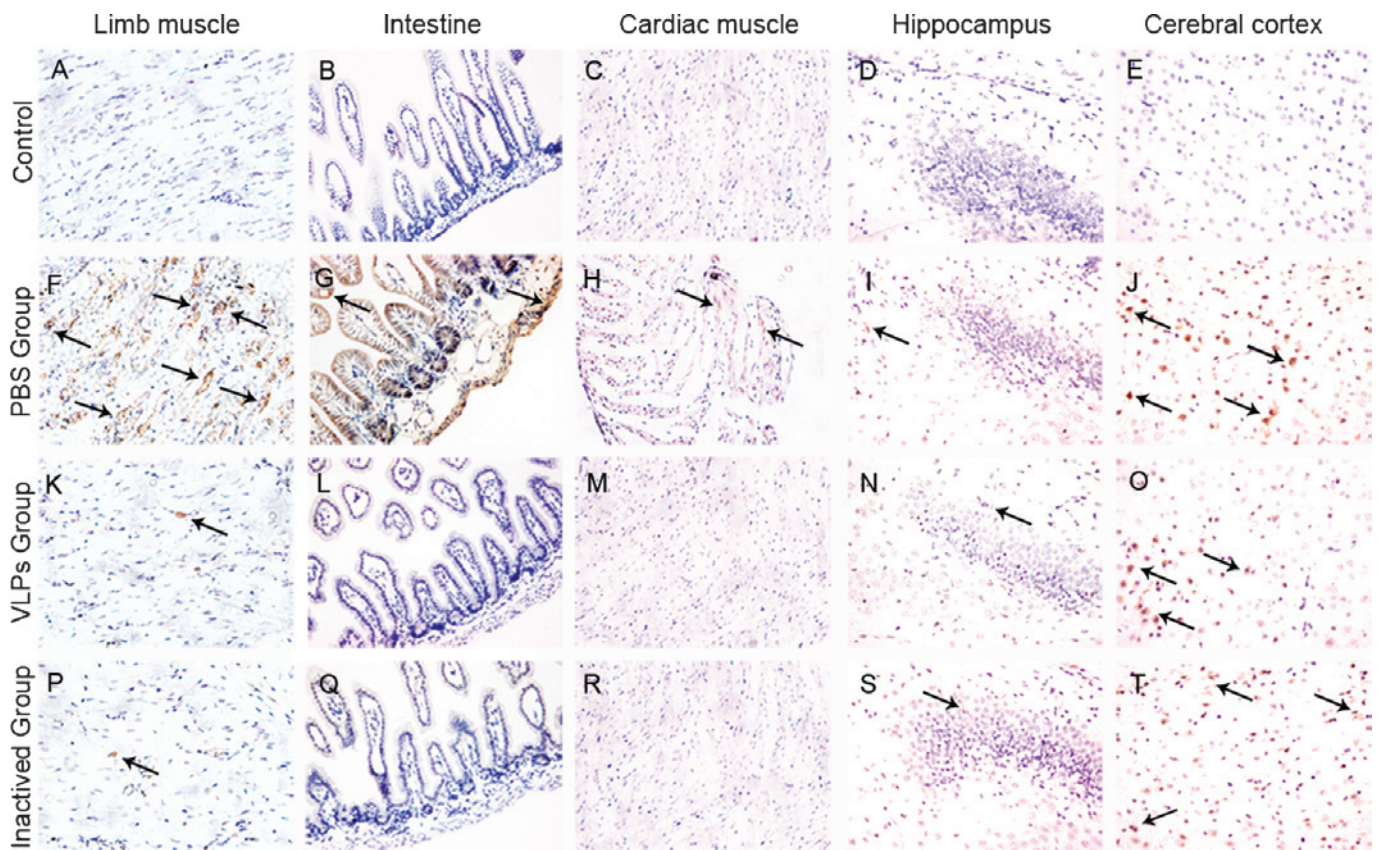 Limb muscle Intestine Cardiac muscle Hippocampus Cerebral cortex
Control
A B C D E
PBS Group
F G H I J
VLPs Group
K L M N O
Inactived Group
P Q R S T